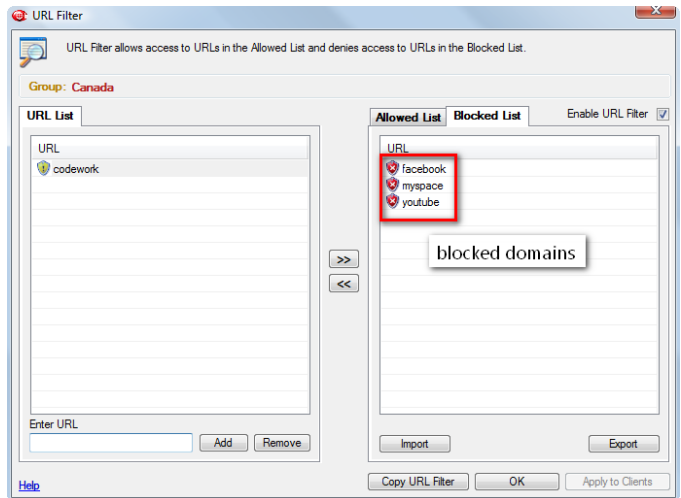 URL Filter
URL Filter allows access to URLs in the Allowed List and denies access to URLs in the Blocked List.
Group: Canada
URL List
Allowed List Blocked List Enable URL Filter
URL
codework
URL
facebook
myspace
youtube
blocked domains
>>
<<
Enter URL
Add Remove
Import Export
Help
Copy URL Filter OK Apply to Clients